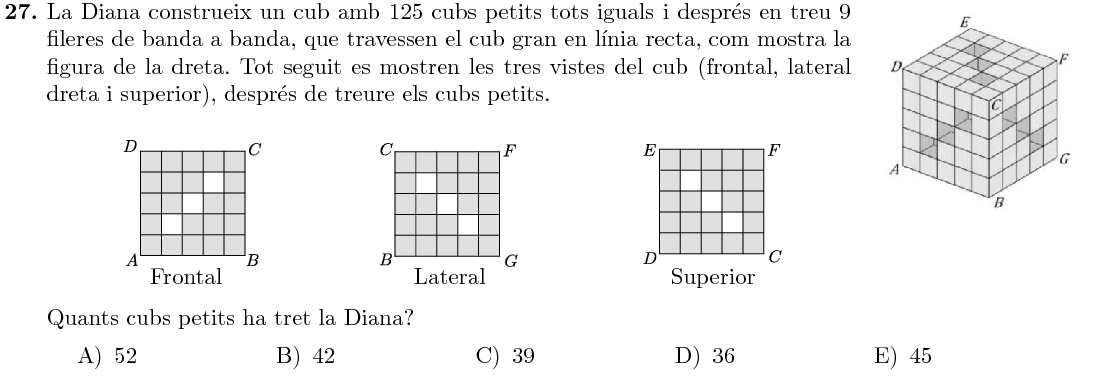 27. La Diana construeix un cub amb 125 cubs petits tots iguals i després en treu 9
fileres de banda a banda, que travessen el cub gran en línia recta, com mostra la
figura de la dreta. Tot seguit es mostren les tres vistes del cub (frontal, lateral
dreta i superior), després de treure els cubs petits.
E
F
D
C
A
G
B
D C
A B
Frontal
C F
B G
Lateral
E F
D C
Superior
Quants cubs petits ha tret la Diana?
A) 52 B) 42 C) 39 D) 36 E) 45